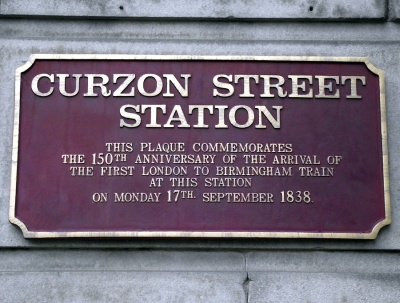 CURZON STREET
STATION
THIS PLAQUE COMMEMORATES
THE 150TH ANNIVERSARY OF THE ARRIVAL OF
THE FIRST LONDON TO BIRMINGHAM TRAIN
AT THIS STATION
ON MONDAY 17TH. SEPTEMBER 1838.